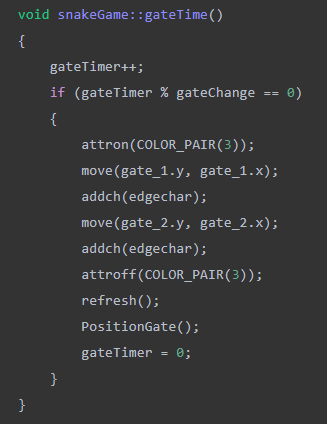 void snakeGame::gateTime()
{
    gateTimer++;
    if (gateTimer % gateChange == 0)
    {
        attron(COLOR_PAIR(3));
        move(gate_1.y, gate_1.x);
        addch(edgechar);
        move(gate_2.y, gate_2.x);
        addch(edgechar);
        attroff(COLOR_PAIR(3));
        refresh();
        PositionGate();
        gateTimer = 0;
    }
}